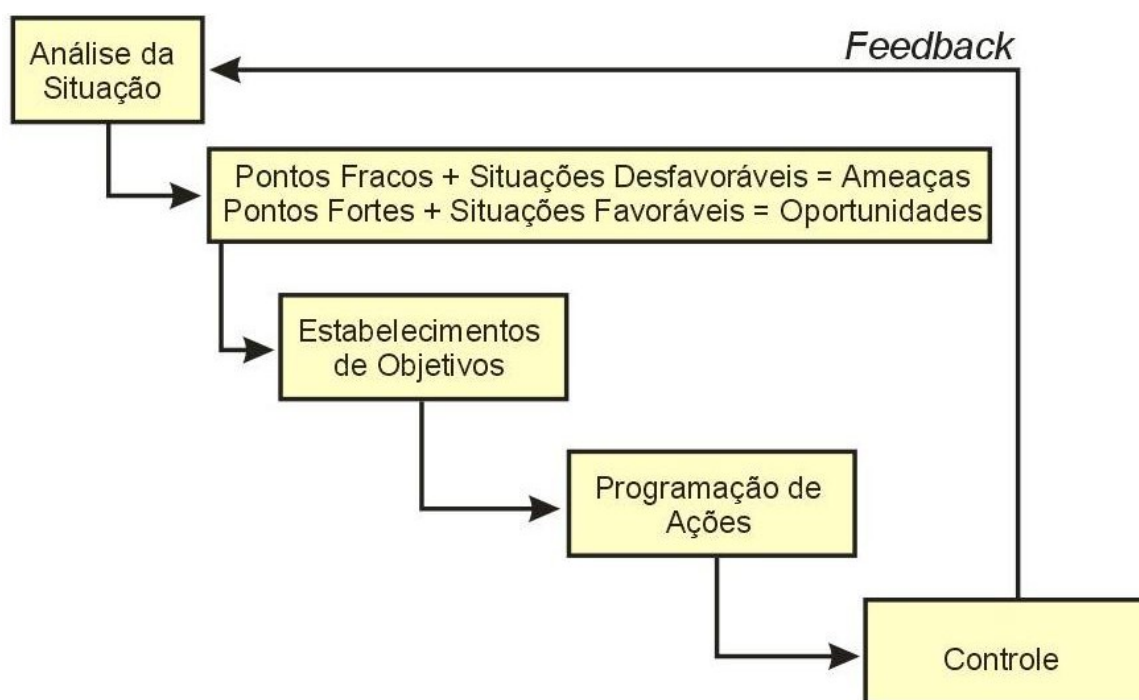 Análise da
Situação
Feedback
Pontos Fracos + Situações Desfavoráveis = Ameaças
Pontos Fortes + Situações Favoráveis = Oportunidades
Estabelecimentos
de Objetivos
Programação de
Ações
Controle